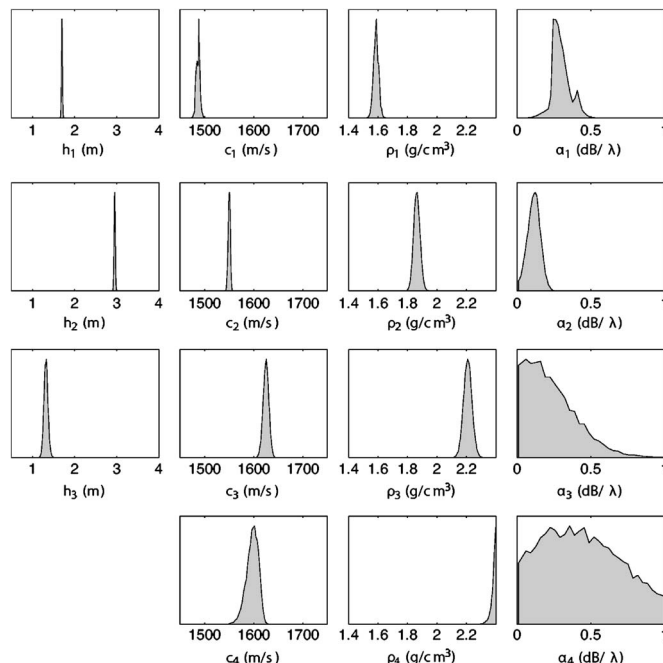 1 2 3 4 1500 1600 1700 1.4 1.6 1.8 2 2.2 0 0.5 1
h1 (m) c1 (m/s) ρ1 (g/cm3) α1 (dB/ λ)
1 2 3 4 1500 1600 1700 1.4 1.6 1.8 2 2.2 0 0.5 1
h2 (m) c2 (m/s) ρ2 (g/cm3) α2 (dB/ λ)
1 2 3 4 1500 1600 1700 1.4 1.6 1.8 2 2.2 0 0.5 1
h3 (m) c3 (m/s) ρ3 (g/cm3) α3 (dB/ λ)
1500 1600 1700 1.4 1.6 1.8 2 2.2 0 0.5 1
c4 (m/s) ρ4 (g/cm3) α4 (dB/ λ)